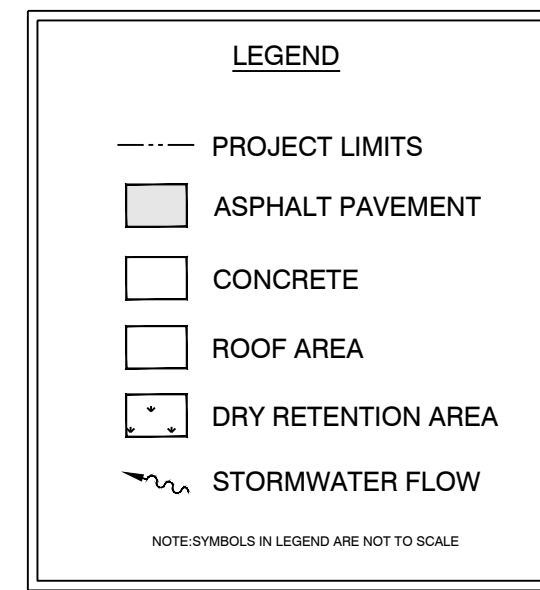 LEGEND
PROJECT LIMITS
ASPHALT PAVEMENT
CONCRETE
ROOF AREA
DRY RETENTION AREA
STORMWATER FLOW
NOTE:SYMBOLS IN LEGEND ARE NOT TO SCALE